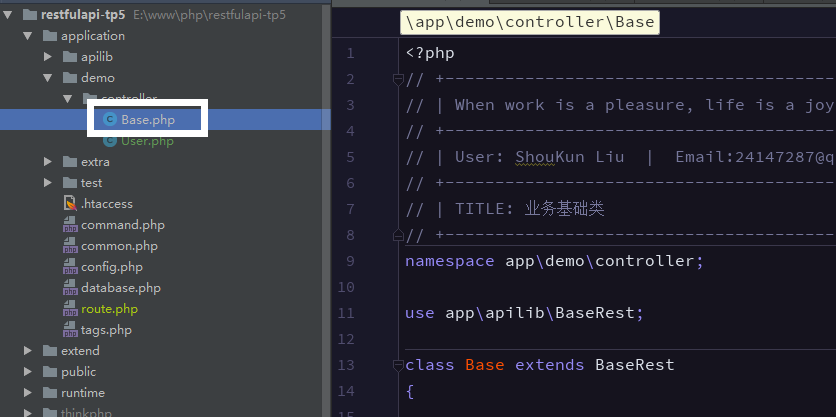 restfulapi-tp5 E:\www\php\restfulapi-tp5
application
apilib
demo
controller
Base.php
User.php
extra
test
.htaccess
command.php
common.php
config.php
database.php
route.php
tags.php
extend
public
runtime
thinkphp
\app\demo\controller\Base
1 <?php
2 // +---------------------------------------
3 // | When work is a pleasure, life is a joy
4 // +---------------------------------------
5 // | User: ShouKun Liu | Email:24147287@q
6 // +---------------------------------------
7 // | TITLE: 业务基础类
8 // +---------------------------------------
9 namespace app\demo\controller;
10
11 use app\apilib\BaseRest;
12
13 class Base extends BaseRest
14 {
15